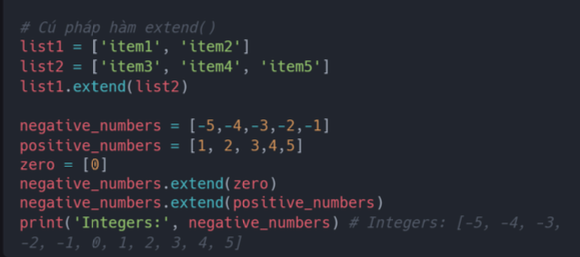 # Cú pháp hàm extend()
list1 = ['item1', 'item2']
list2 = ['item3', 'item4', 'item5']
list1.extend(list2)
negative_numbers = [-5,-4,-3,-2,-1]
positive_numbers = [1, 2, 3,4,5]
zero = [0]
negative_numbers.extend(zero)
negative_numbers.extend(positive_numbers)
print('Integers:', negative_numbers) # Integers: [-5, -4, -3,
-2, -1, 0, 1, 2, 3, 4, 5]